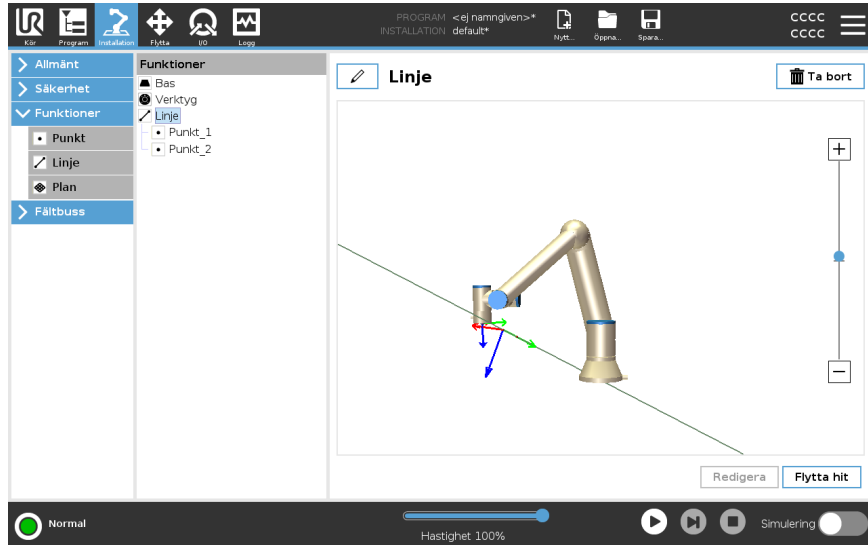 UR
Kör
Program
Installation
Flytta
I/O
Logg
PROGRAM <ej namngiven>*
INSTALLATION default*
Nytt...
Öppna...
Spara...
CCCC
CCCC
Allmänt
Säkerhet
Funktioner
Punkt
Linje
Plan
Fältbuss
Funktioner
Bas
Verktyg
Linje
Punkt_1
Punkt_2
Linje
Ta bort
+
−
Redigera
Flytta hit
Normal
Hastighet 100%
Simulering